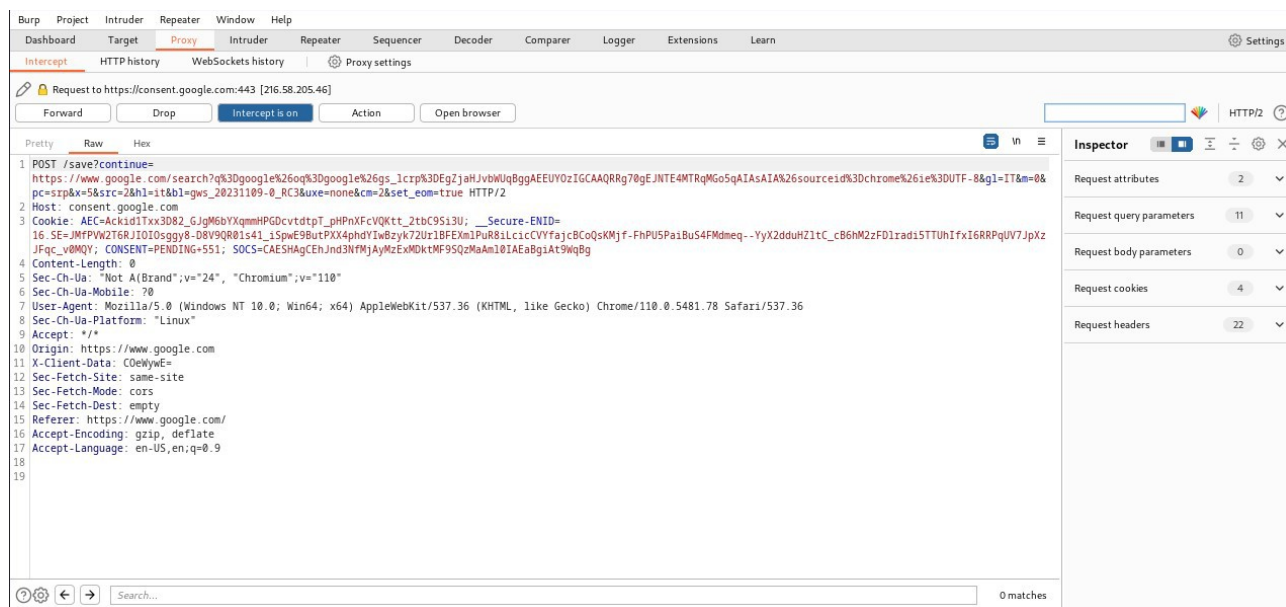 Burp Project Intruder Repeater Window Help
Dashboard Target Proxy Intruder Repeater Sequencer Decoder Comparer Logger Extensions Learn Settings
Intercept HTTP history WebSockets history Proxy settings
Request to https://consent.google.com:443 [216.58.205.46]
Forward Drop Intercept is on Action Open browser HTTP/2
Pretty Raw Hex \n
Inspector
1 POST /save?continue=
https://www.google.com/search?q%3Dgoogle%26oq%3Dgoogle%26gs_lcrp%3DEgZjaHJvbWUqBggAEEUYOzIGCAAQRRg70gEJNTE4MTRqMGo5qAIAsAIA%26sourceid%3Dchrome%26ie%3DUTF-8&gl=IT&m=0&
pc=srp&x=5&src=2&hl=it&bl=gws_20231109-0_RC3&uxe=none&cm=2&set_eom=true HTTP/2
2 Host: consent.google.com
3 Cookie: AEC=Ackid1Txx3D82_GJgM6bYXqmmHPGDcvtdtpT_pHPnXFcVQKtt_2tbC9Si3U; __Secure-ENID=
16.SE=JMfPVW2T6RJIOIOsggy8-D8V9QR01s41_iSpwE9ButPXX4phdYIwBzyk72Ur1BFEXmlPuR8iLcicCVYfajcBCoQsKMjf-FhPU5PaiBuS4FMdmeq--YyX2dduHZltC_cB6hM2zFDlradi5TTUhIfxI6RRPqUV7JpXz
JFqc_v0MQY; CONSENT=PENDING+551; SOCS=CAESHAgCEhJnd3NfMjAyMzExMDktMF9SQzMaAml0IAEaBgiAt9WqBg
4 Content-Length: 0
5 Sec-Ch-Ua: "Not A(Brand";v="24", "Chromium";v="110"
6 Sec-Ch-Ua-Mobile: ?0
7 User-Agent: Mozilla/5.0 (Windows NT 10.0; Win64; x64) AppleWebKit/537.36 (KHTML, like Gecko) Chrome/110.0.5481.78 Safari/537.36
8 Sec-Ch-Ua-Platform: "Linux"
9 Accept: */*
10 Origin: https://www.google.com
11 X-Client-Data: COeWywE=
12 Sec-Fetch-Site: same-site
13 Sec-Fetch-Mode: cors
14 Sec-Fetch-Dest: empty
15 Referer: https://www.google.com/
16 Accept-Encoding: gzip, deflate
17 Accept-Language: en-US,en;q=0.9
18
19
Request attributes 2
Request query parameters 11
Request body parameters 0
Request cookies 4
Request headers 22
Search... 0 matches